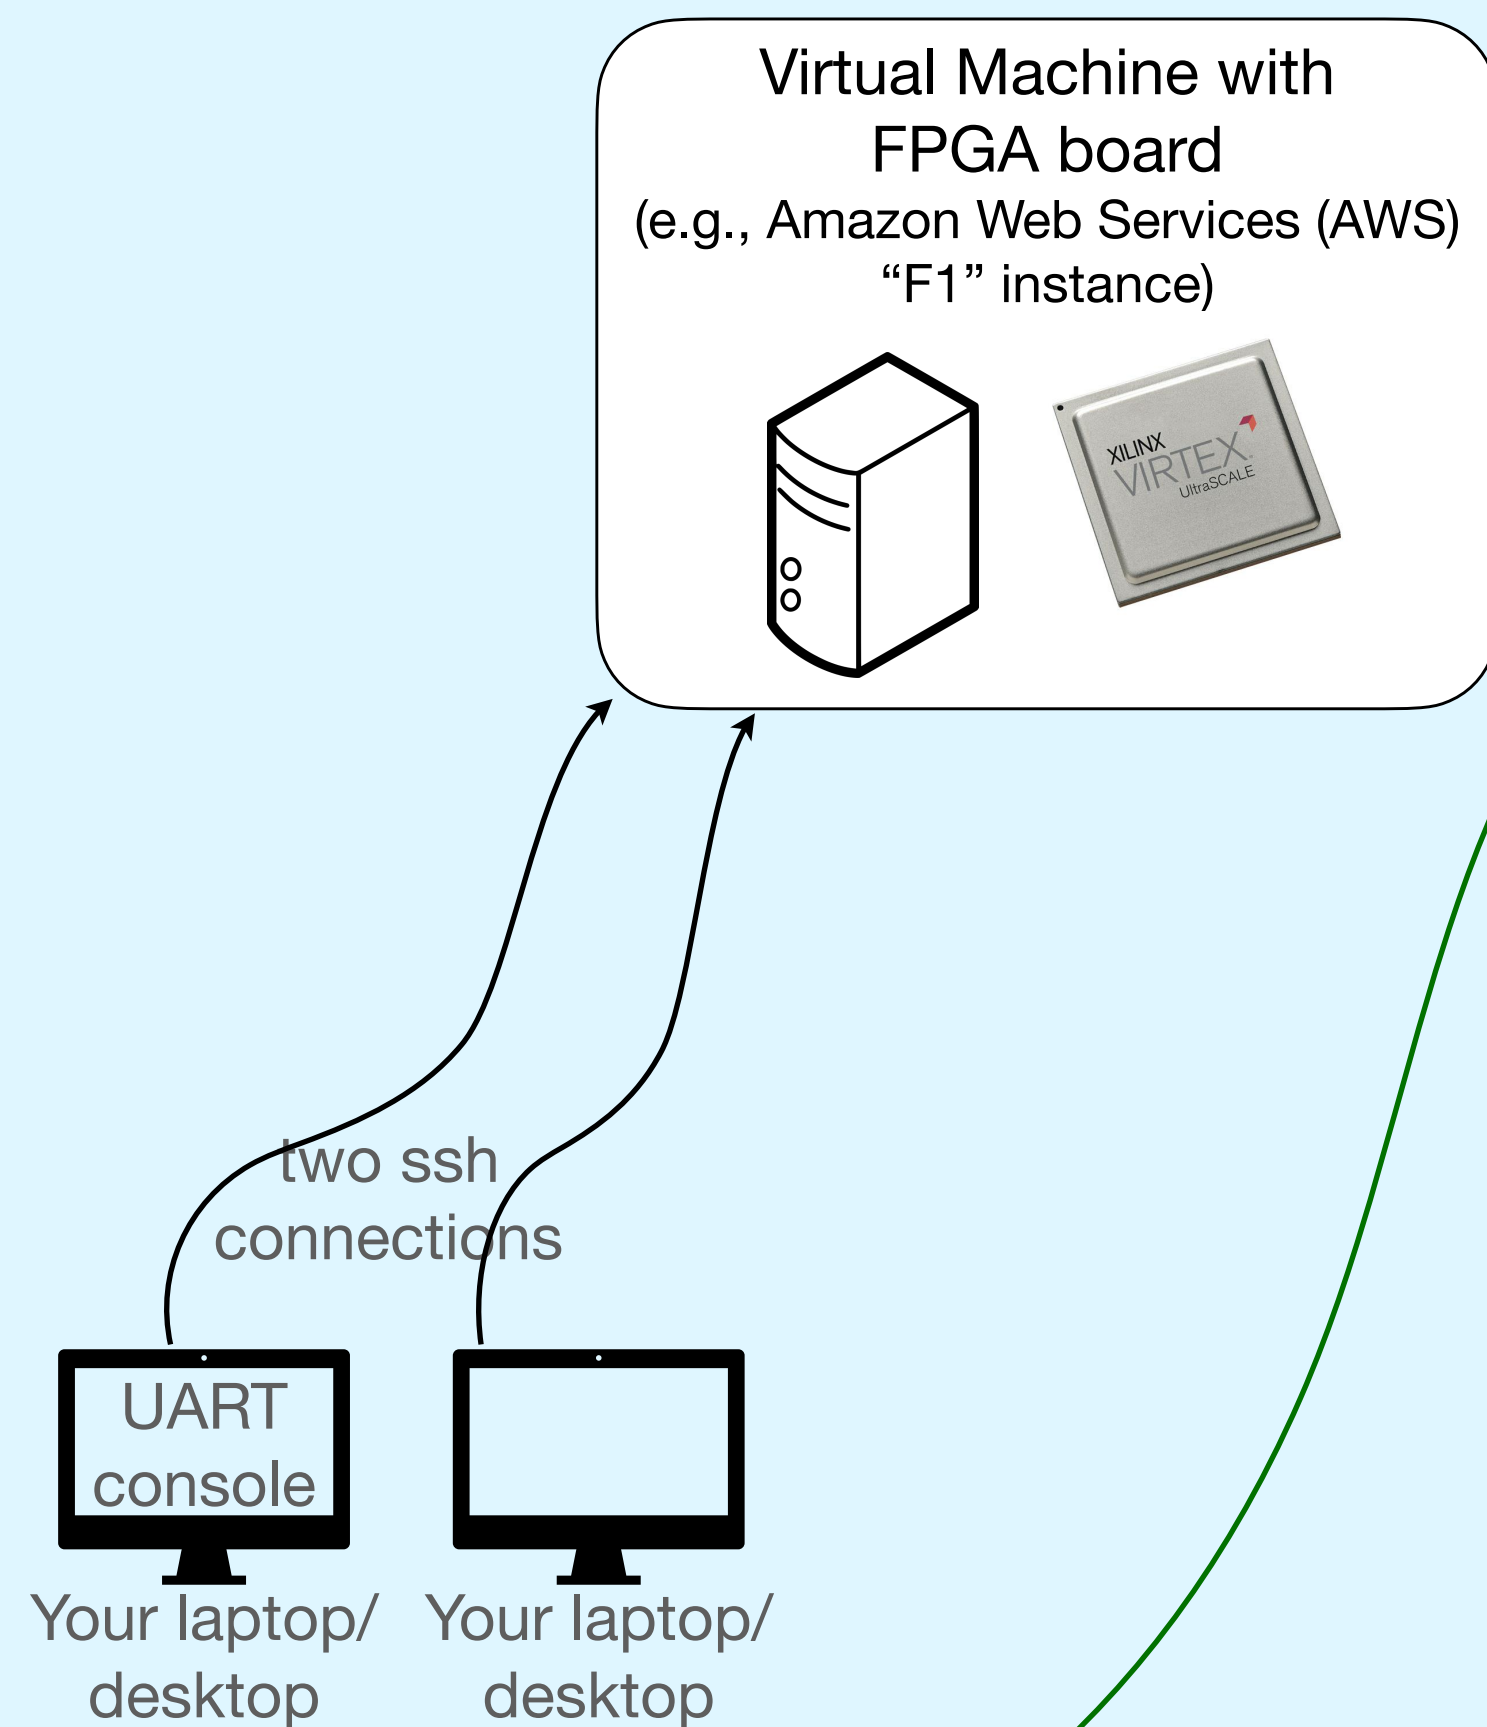 Virtual Machine with
FPGA board
(e.g., Amazon Web Services (AWS)
“F1” instance)
XILINX
VIRTEX.
UltraSCALE
two ssh
connections
UART
console
Your laptop/
desktop
Your laptop/
desktop